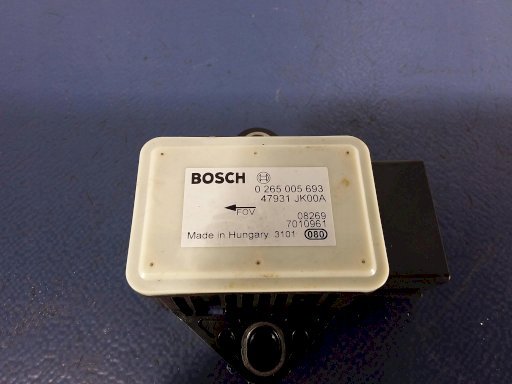 BOSCH
0 265 005 693
47931 JK00A
FOV
08269
7010961
Made in Hungary 3101 080